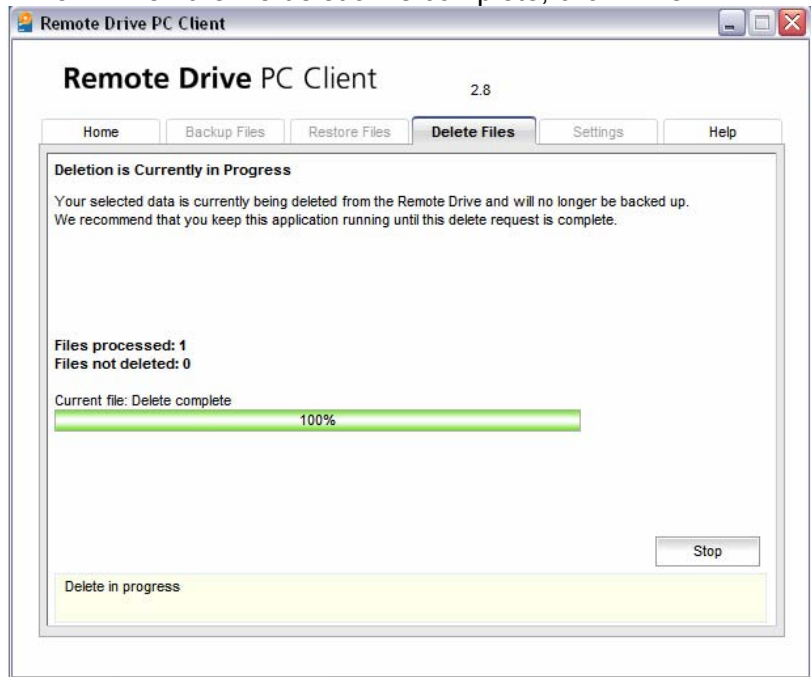 Remote Drive PC Client
Remote Drive PC Client 2.8
Home Backup Files Restore Files Delete Files Settings Help
Deletion is Currently in Progress
Your selected data is currently being deleted from the Remote Drive and will no longer be backed up.
We recommend that you keep this application running until this delete request is complete.
Files processed: 1
Files not deleted: 0
Current file: Delete complete
100%
Stop
Delete in progress